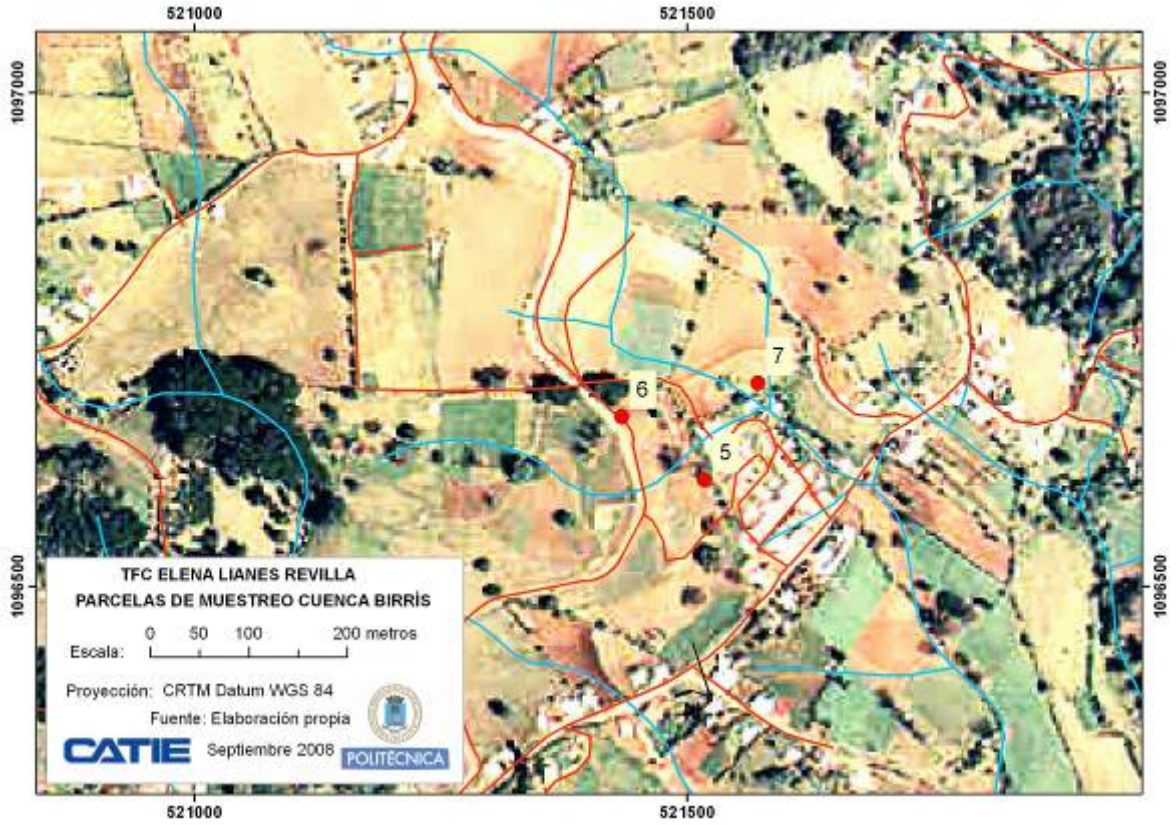 521000 521500
1097000 1097000
7
6
5
1096500 1096500
TFC ELENA LIANES REVILLA
PARCELAS DE MUESTREO CUENCA BIRRÍS
0 50 100 200 metros
Escala:
Proyección: CRTM Datum WGS 84
Fuente: Elaboración propia
CATIE Septiembre 2008 POLITÉCNICA
521000 521500